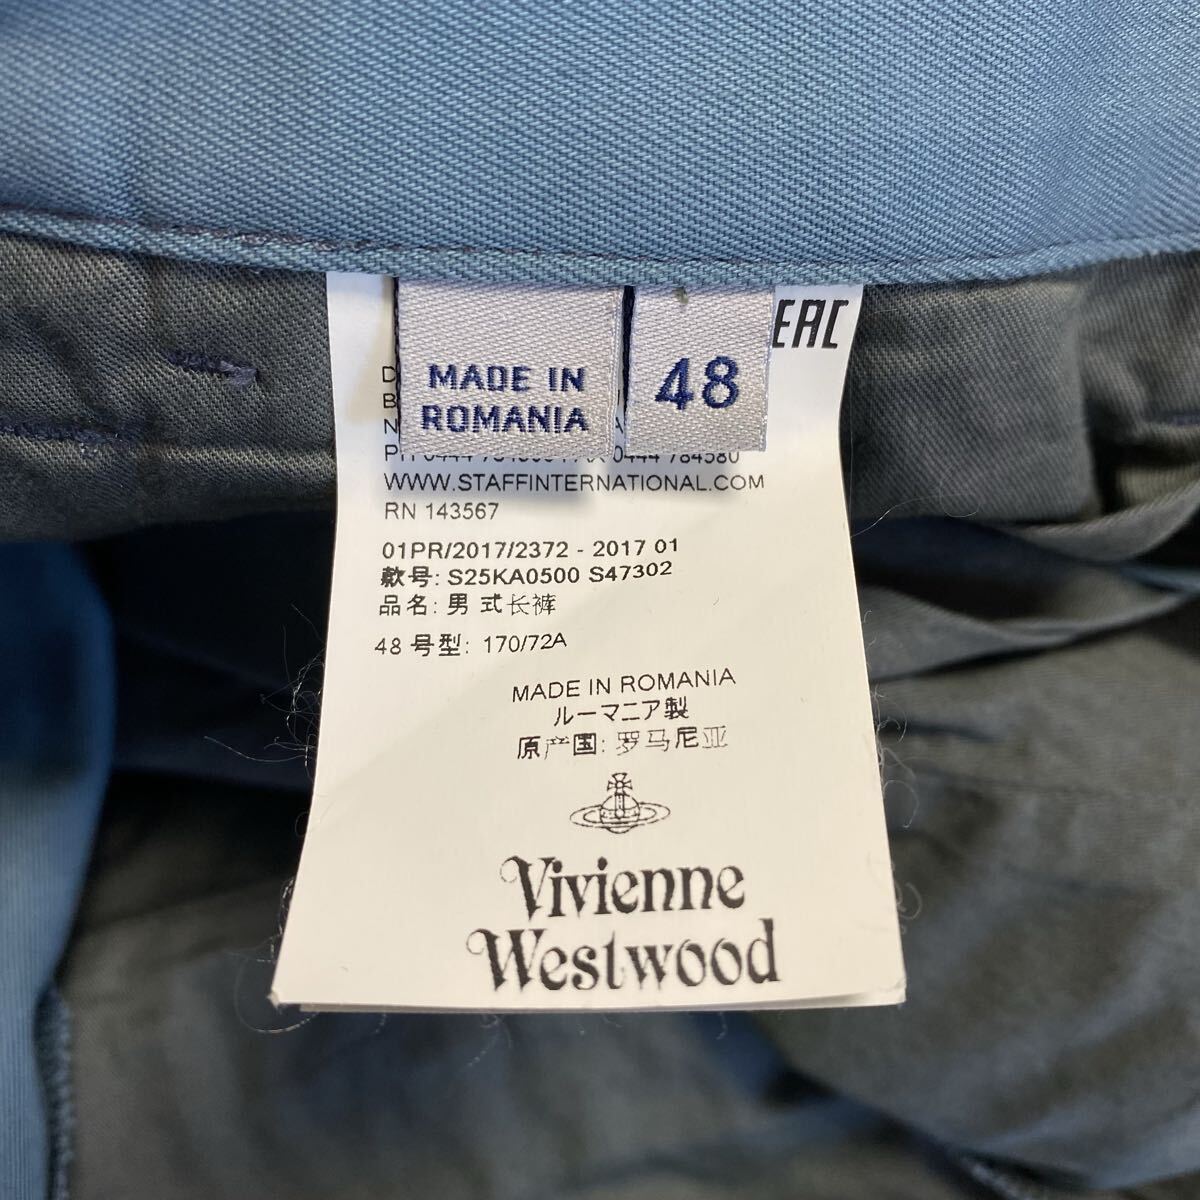 MADE IN
ROMANIA
48
EAC
WWW.STAFFINTERNATIONAL.COM
RN 143567
01PR/2017/2372 - 2017 01
款号: S25KA0500 S47302
品名: 男式长裤
48 号型: 170/72A
MADE IN ROMANIA
ルーマニア製
原产国: 罗马尼亚
Vivienne
Westwood